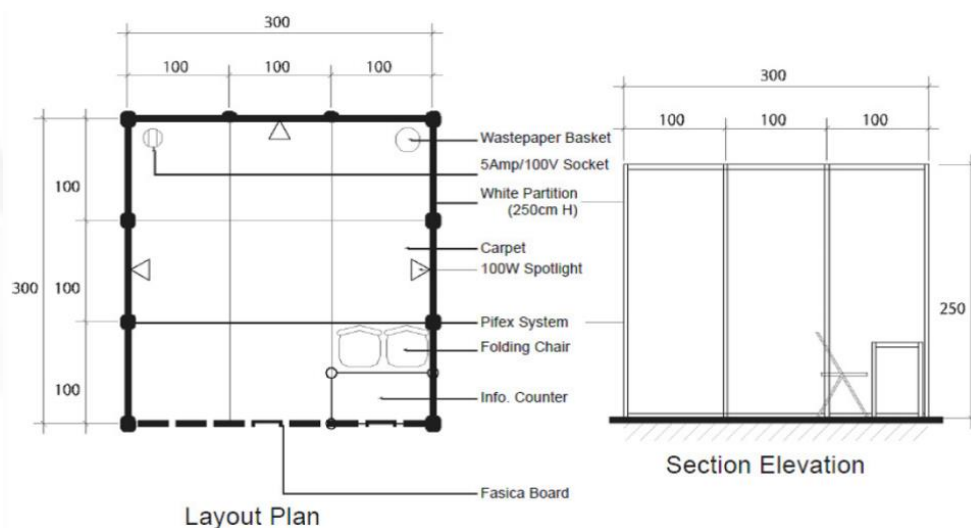 300
100 100 100
300
100 100 100
Wastepaper Basket
5Amp/100V Socket
White Partition
(250cm H)
100
Carpet
100W Spotlight
300
100
250
Pifex System
Folding Chair
100
Info. Counter
Section Elevation
Fasica Board
Layout Plan